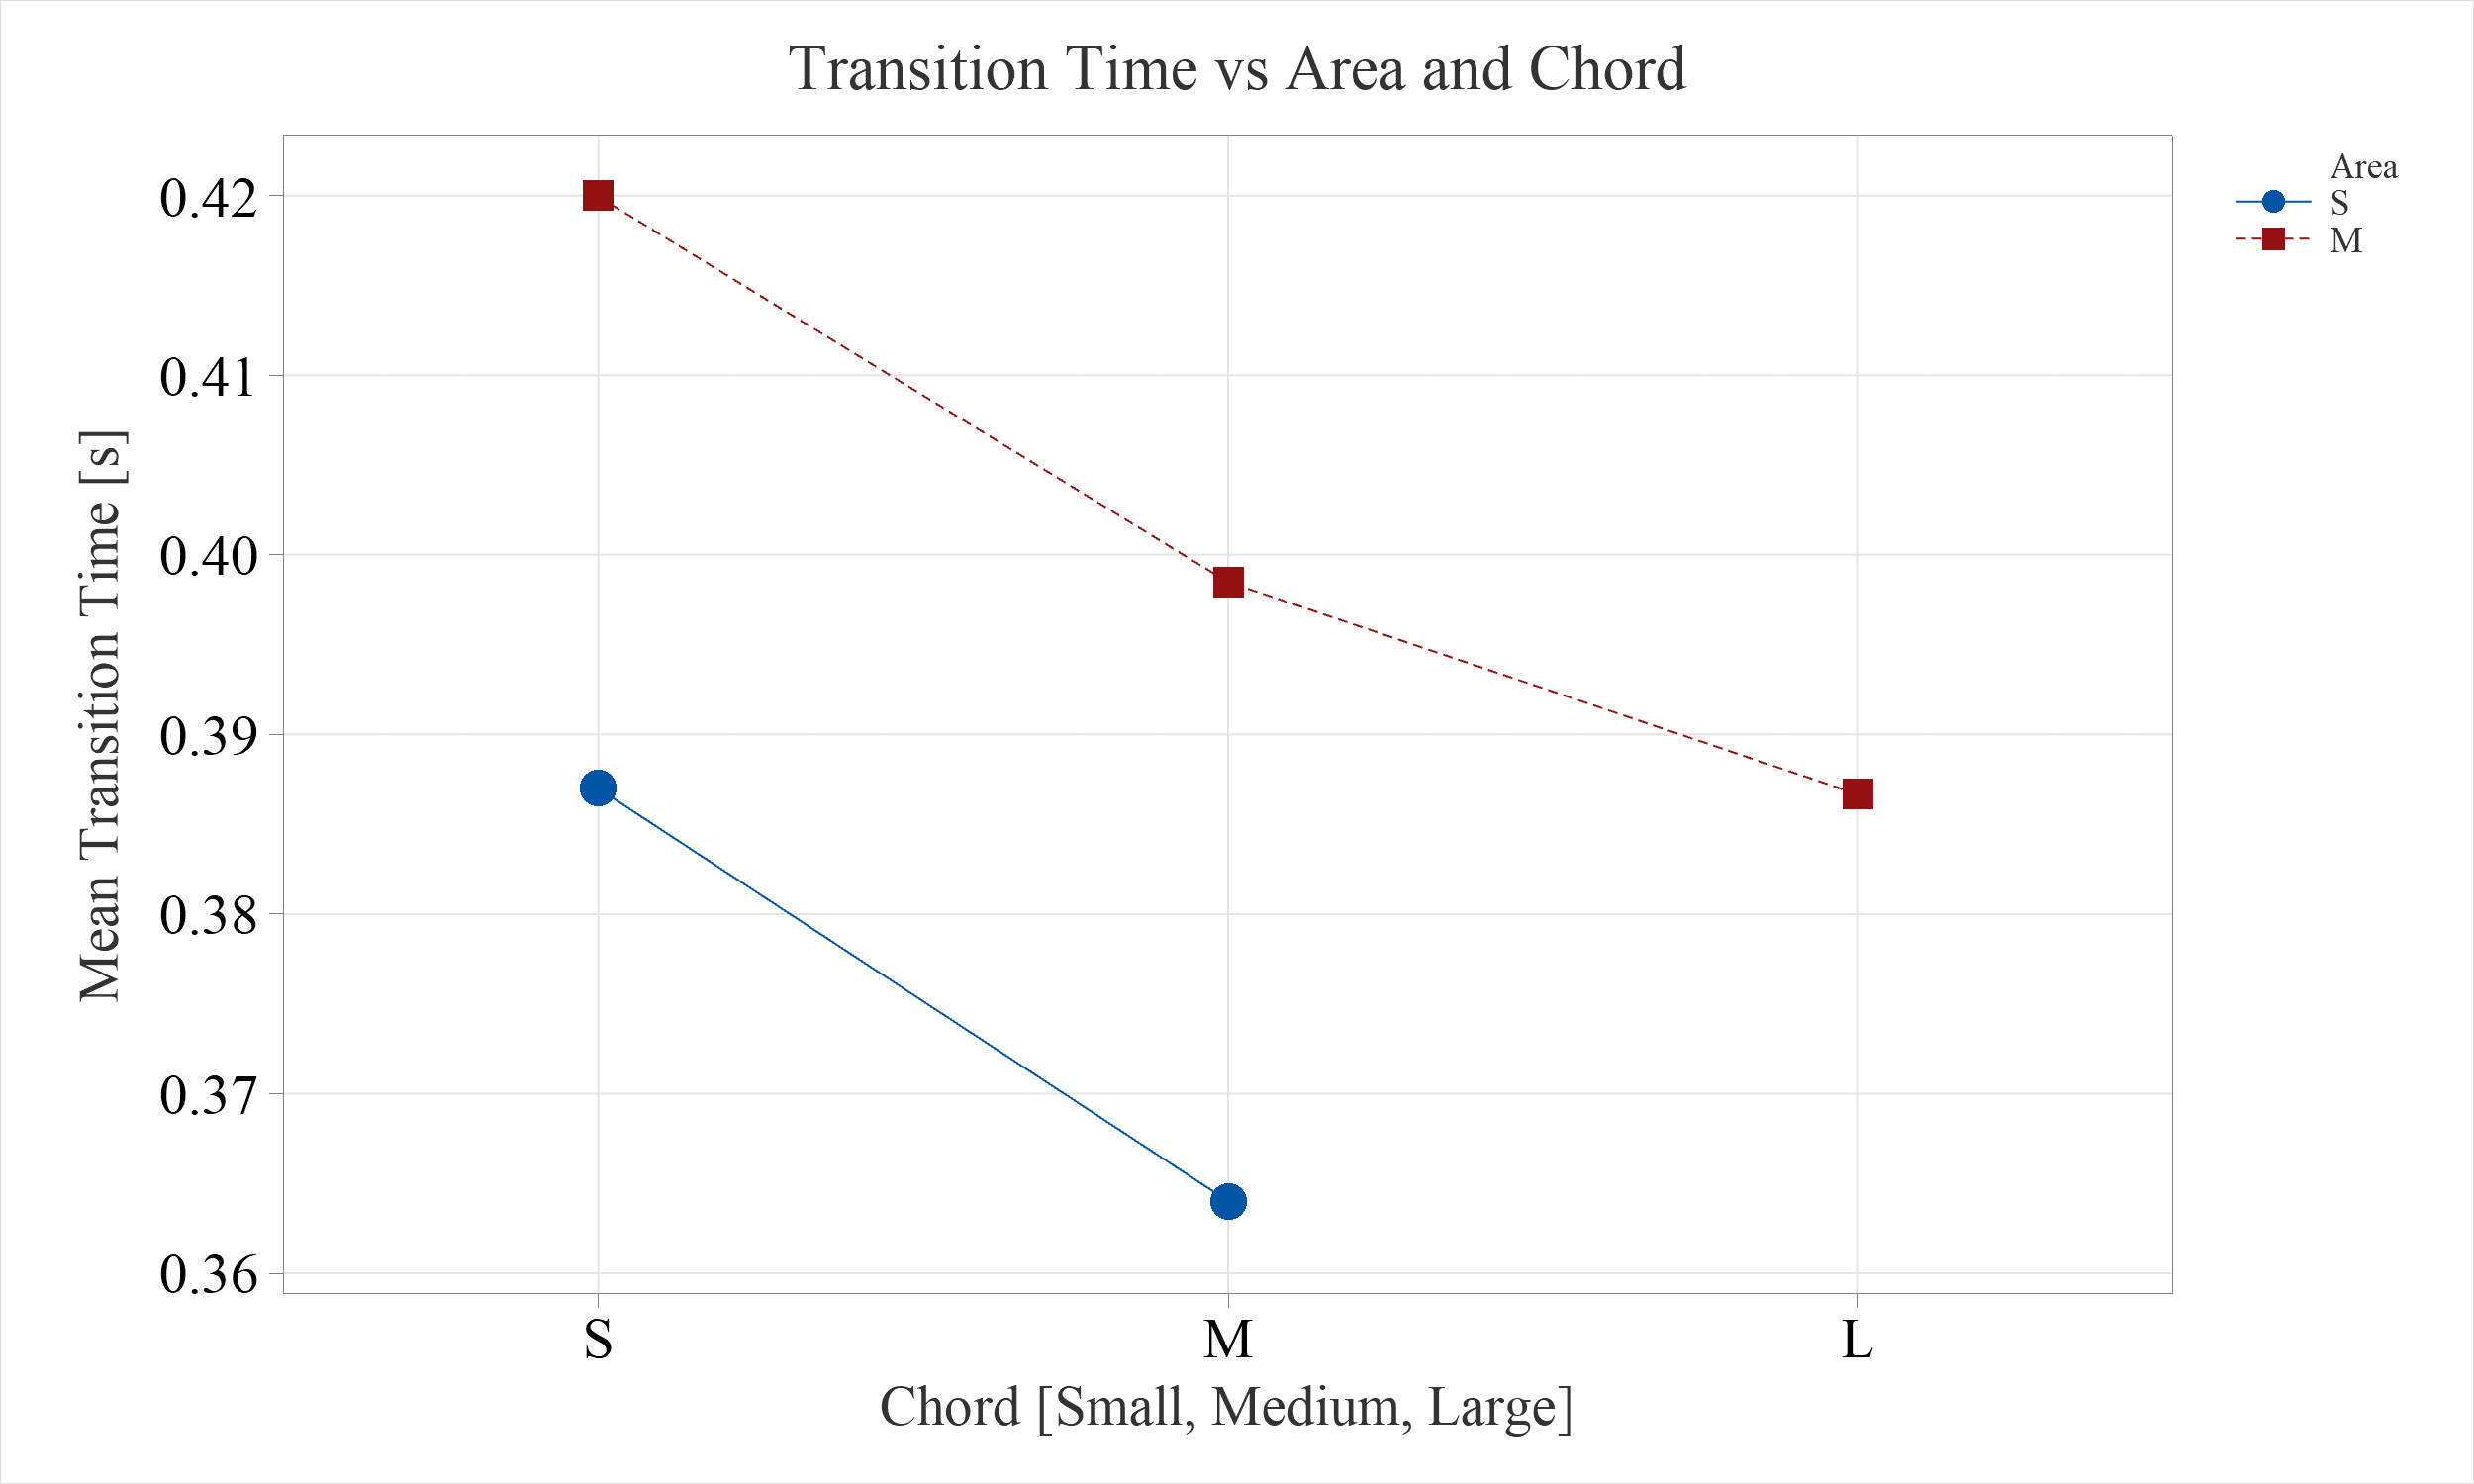 Transition Time vs Area and Chord
Area
S
M
0.42
0.41
0.40
0.39
0.38
0.37
0.36
Mean Transition Time [s]
S M L
Chord [Small, Medium, Large]